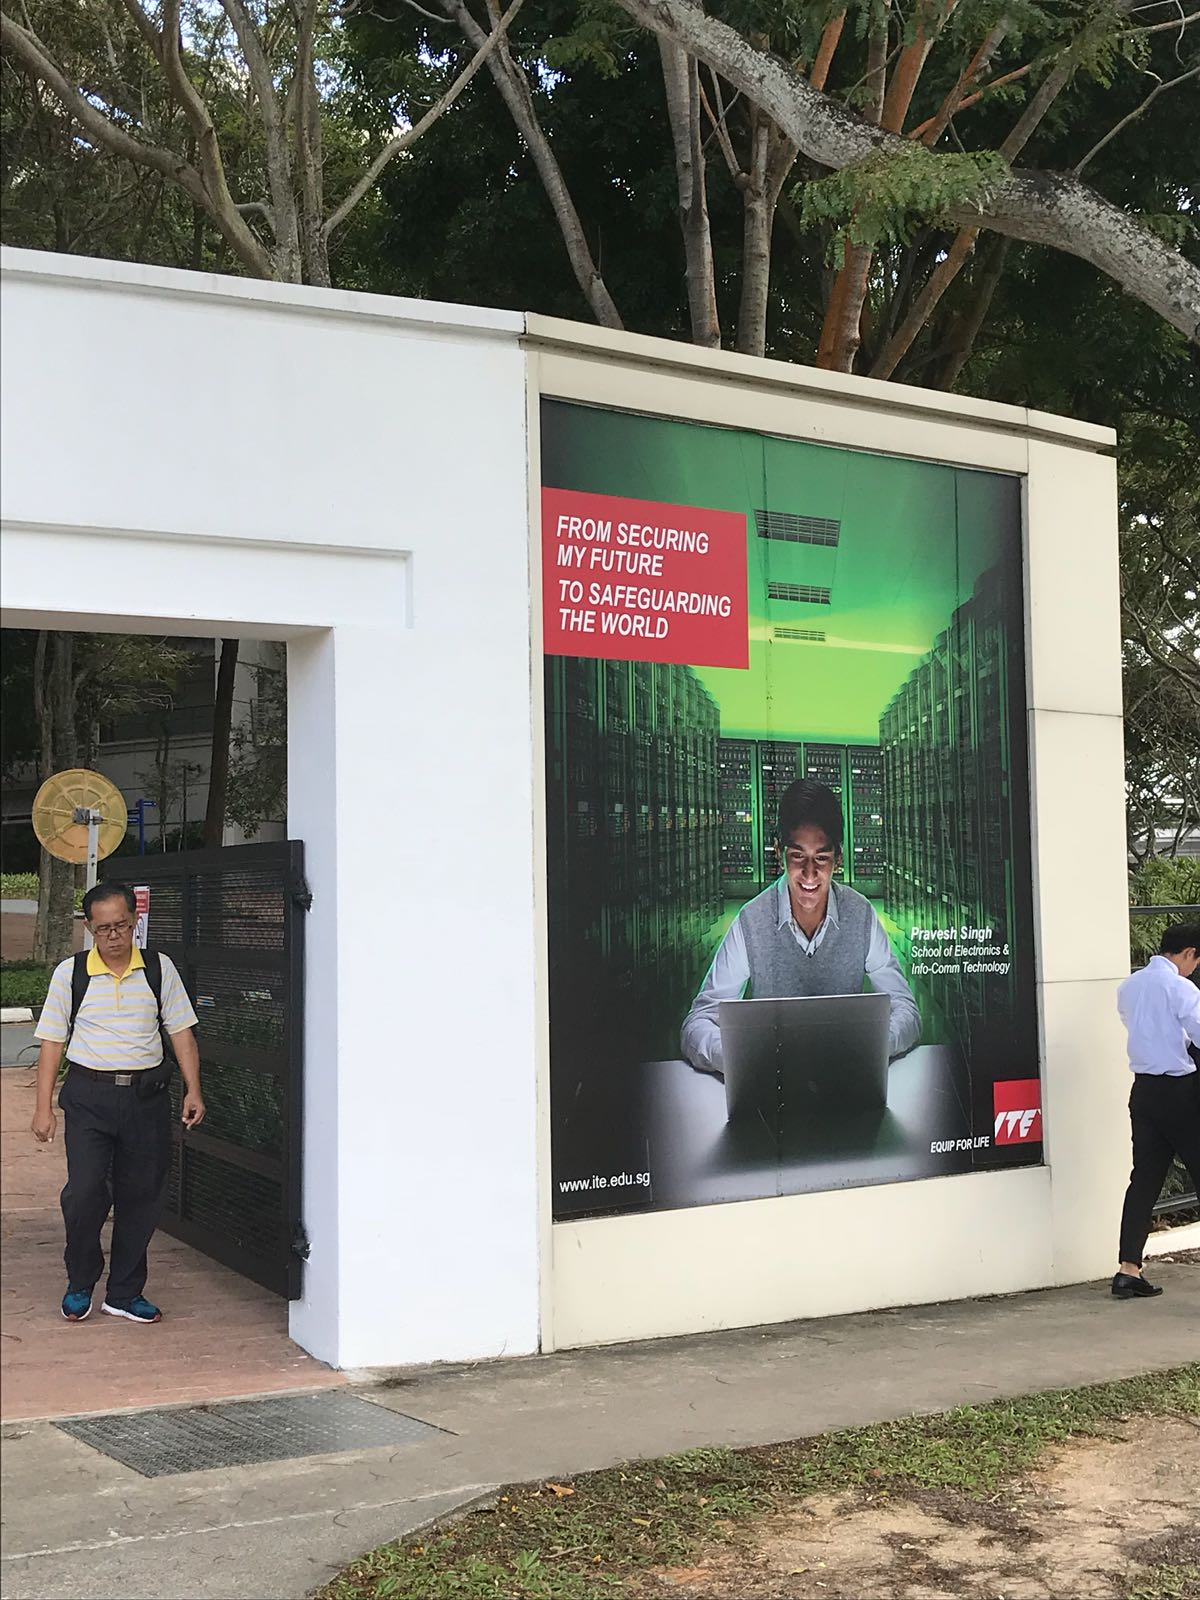 FROM SECURING
MY FUTURE
TO SAFEGUARDING
THE WORLD
Pravesh Singh
School of Electronics &
Info-Comm Technology
ITE
EQUIP FOR LIFE
www.ite.edu.sg